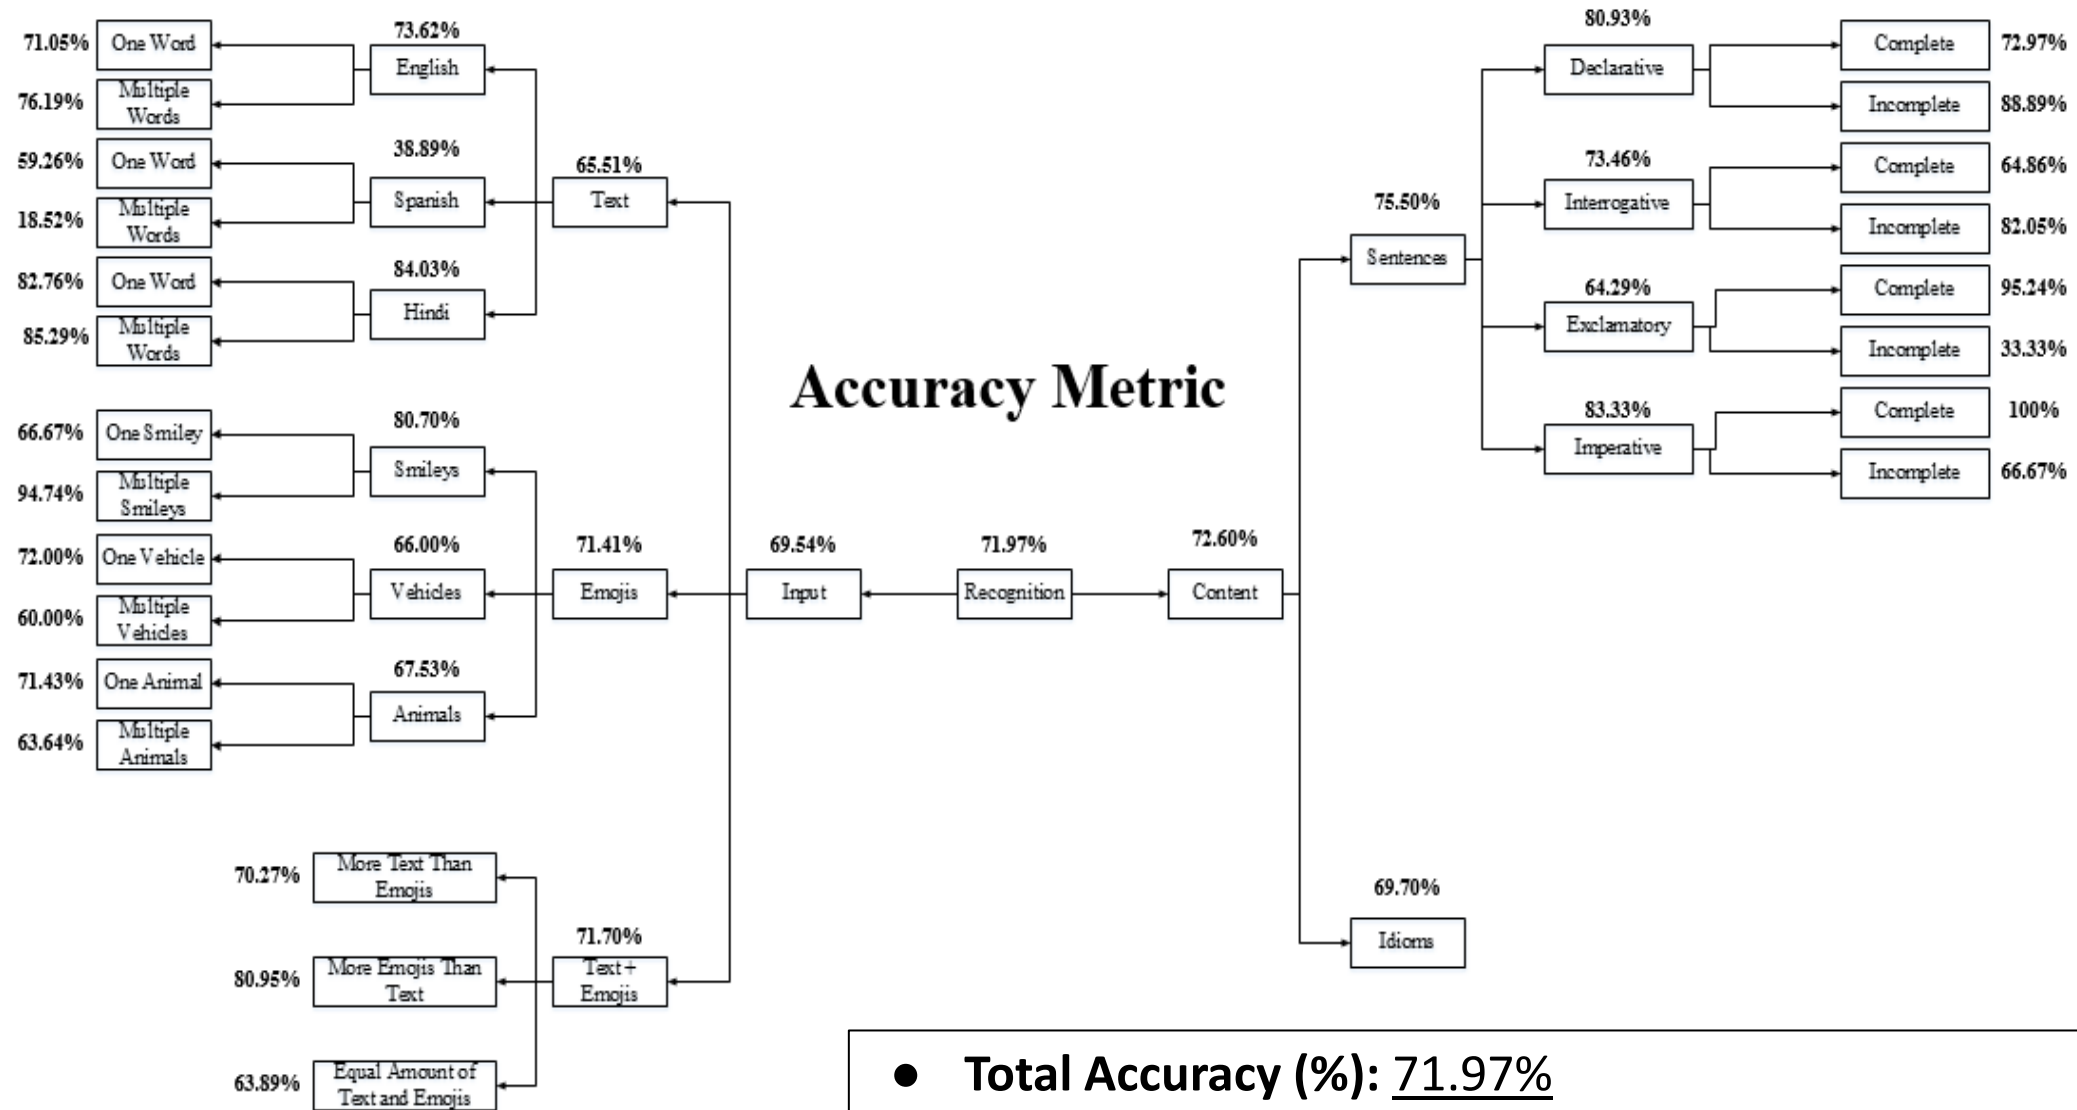 71.05%
One Word
76.19%
Multiple
Words
73.62%
English
59.26%
One Word
18.52%
Multiple
Words
38.89%
Spanish
82.76%
One Word
85.29%
Multiple
Words
84.03%
Hindi
65.51%
Text
66.67%
One Smiley
94.74%
Multiple
Smileys
80.70%
Smileys
72.00%
One Vehicle
60.00%
Multiple
Vehicles
66.00%
Vehicles
71.43%
One Animal
63.64%
Multiple
Animals
67.53%
Animals
71.41%
Emojis
70.27%
More Text Than
Emojis
80.95%
More Emojis Than
Text
63.89%
Equal Amount of
Text and Emojis
71.70%
Text +
Emojis
69.54%
Input
Accuracy Metric
71.97%
Recognition
72.60%
Content
75.50%
Sentences
80.93%
Declarative
Complete
72.97%
Incomplete
88.89%
73.46%
Interrogative
Complete
64.86%
Incomplete
82.05%
64.29%
Exclamatory
Complete
95.24%
Incomplete
33.33%
83.33%
Imperative
Complete
100%
Incomplete
66.67%
69.70%
Idioms
● Total Accuracy (%): 71.97%